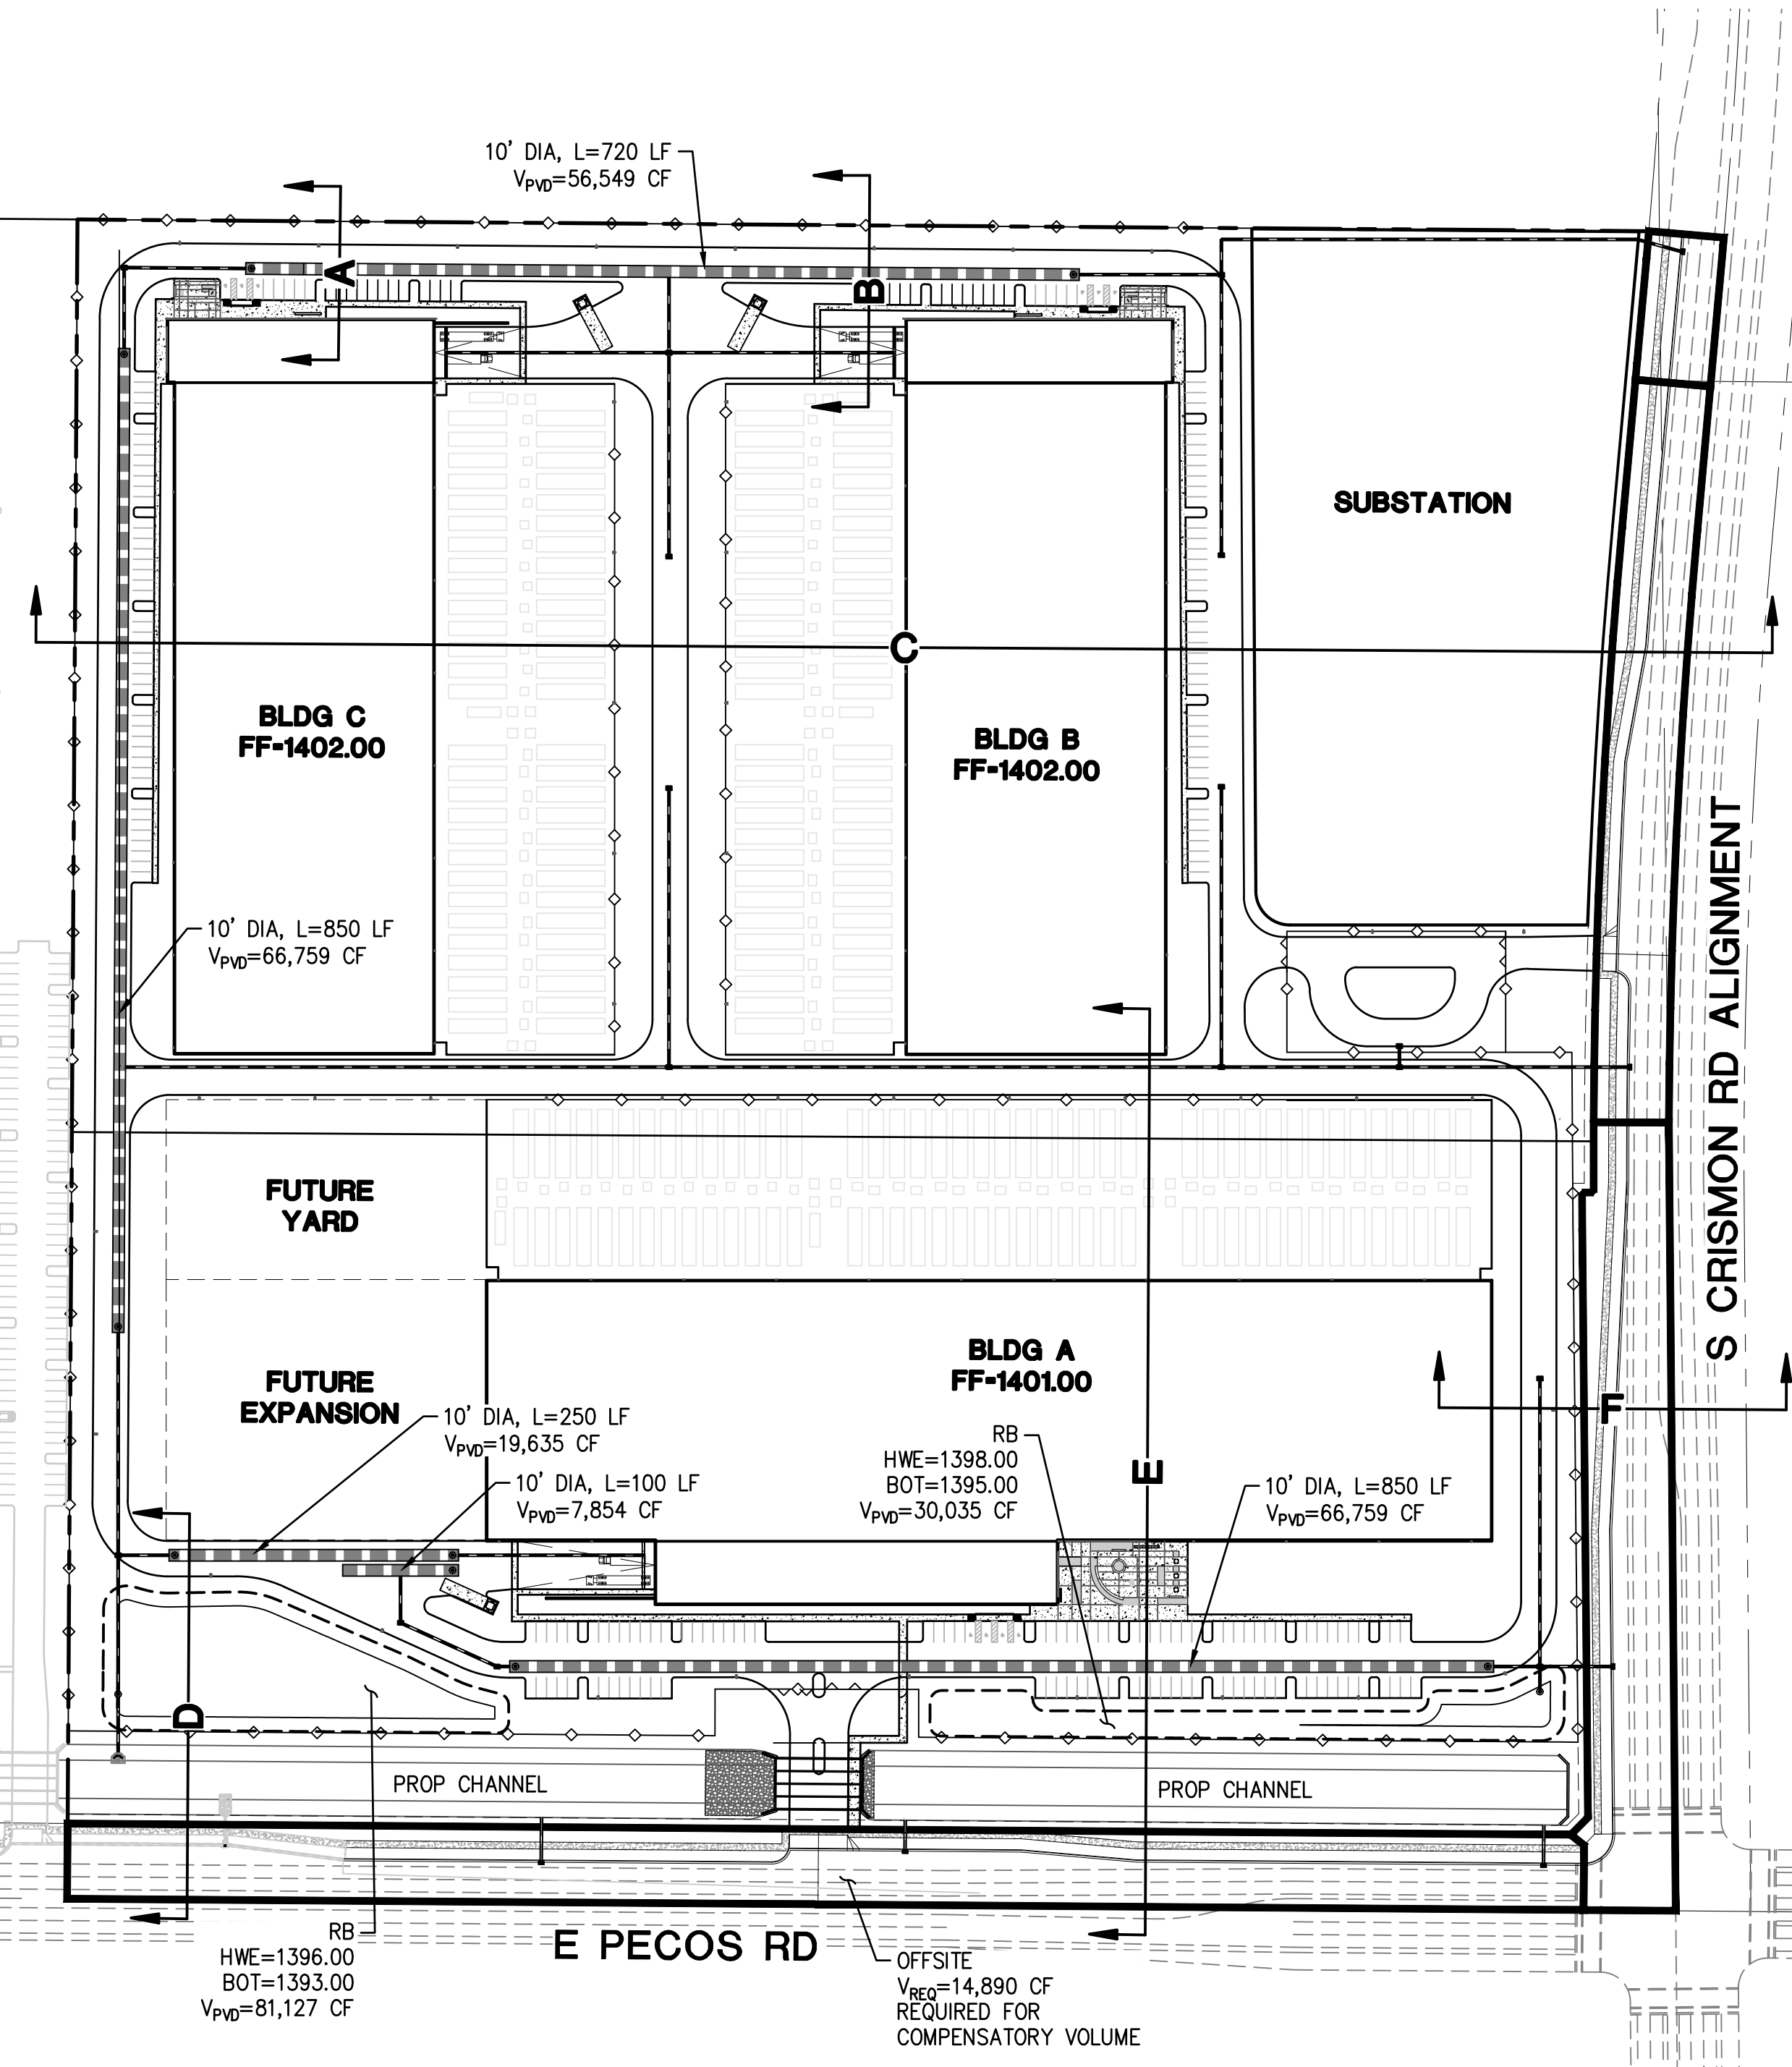 10' DIA, L=720 LF
VPVD=56,549 CF
A
B
SUBSTATION
C
BLDG C
FF=1402.00
BLDG B
FF=1402.00
S CRISMON RD ALIGNMENT
10' DIA, L=850 LF
VPVD=66,759 CF
FUTURE
YARD
BLDG A
FF=1401.00
FUTURE
EXPANSION
F
10' DIA, L=250 LF
VPVD=19,635 CF
RB
HWE=1398.00
BOT=1395.00
VPVD=30,035 CF
E
10' DIA, L=100 LF
VPVD=7,854 CF
10' DIA, L=850 LF
VPVD=66,759 CF
D
PROP CHANNEL
PROP CHANNEL
RB
HWE=1396.00
BOT=1393.00
VPVD=81,127 CF
E PECOS RD
OFFSITE
VREQ=14,890 CF
REQUIRED FOR
COMPENSATORY VOLUME